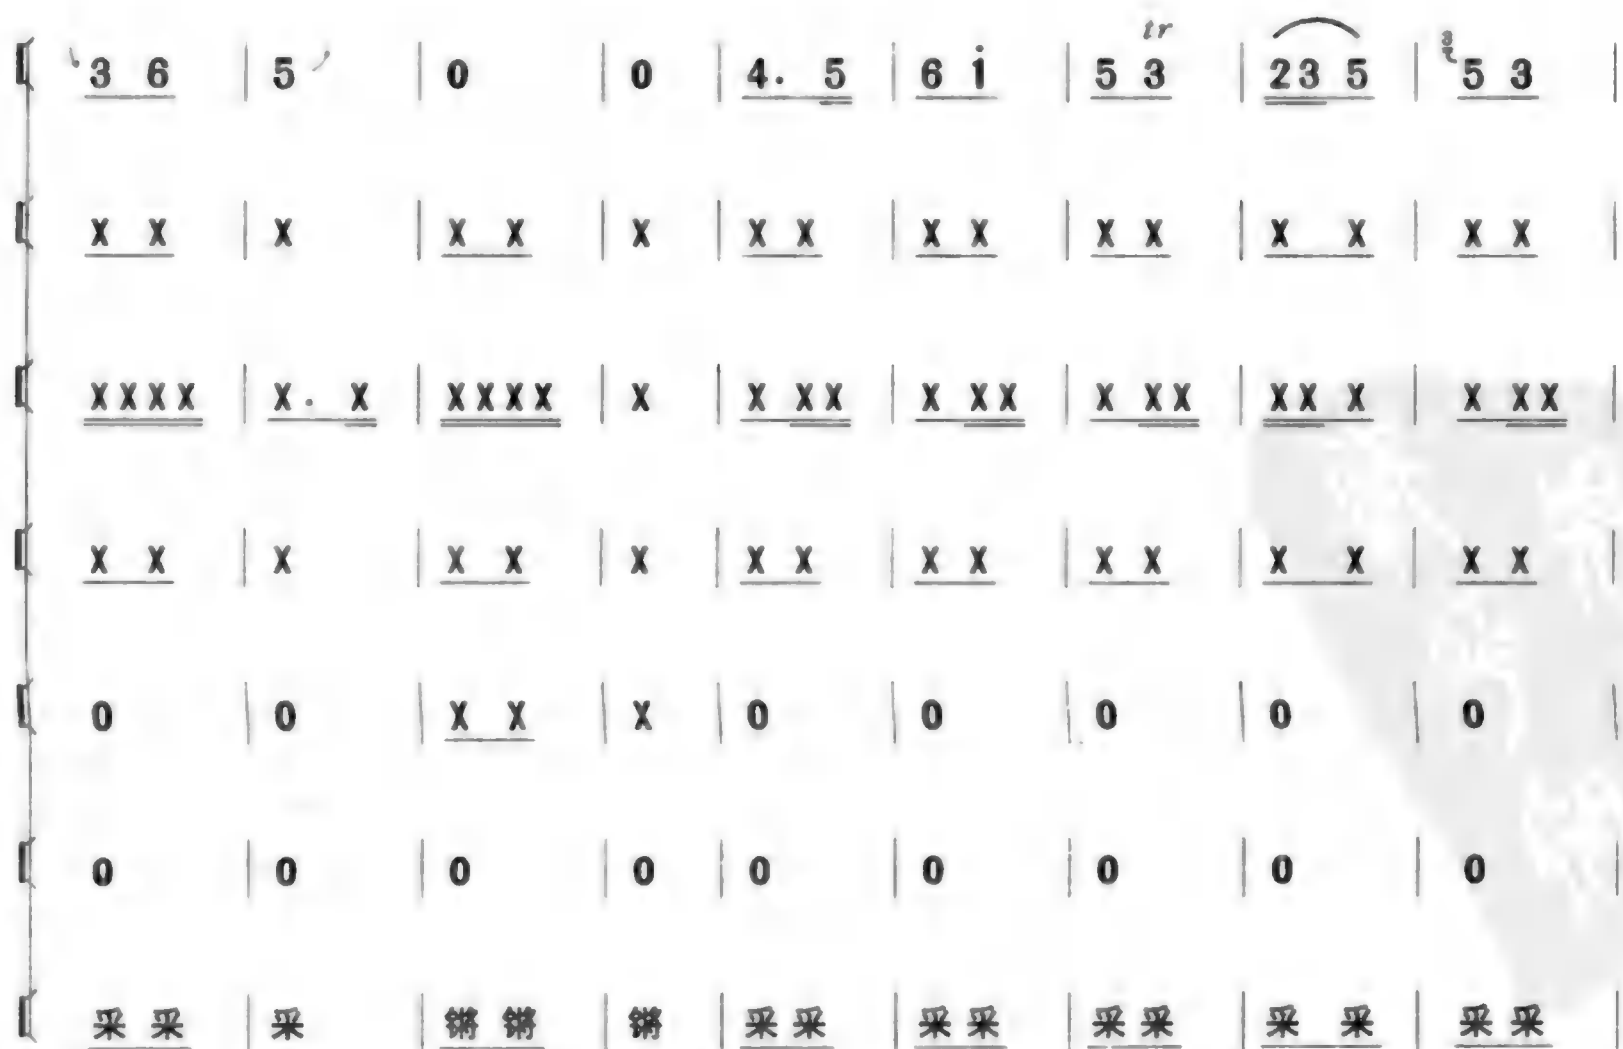 tr
3 6 | 5 | 0 | 0 | 4. 5 | 6 i | 5 3 | 23 5 | 3 5 3 |
X X | X | X X | X | X X | X X | X X | X X | X X |
XXXX | X. X | XXXX | X | X XX | X XX | X XX | XX X | X XX |
X X | X | X X | X | X X | X X | X X | X X | X X |
0 | 0 | X X | X | 0 | 0 | 0 | 0 | 0 |
0 | 0 | 0 | 0 | 0 | 0 | 0 | 0 | 0 |
采 采 | 采 | 锵 锵 | 锵 | 采 采 | 采 采 | 采 采 | 采 采 | 采 采